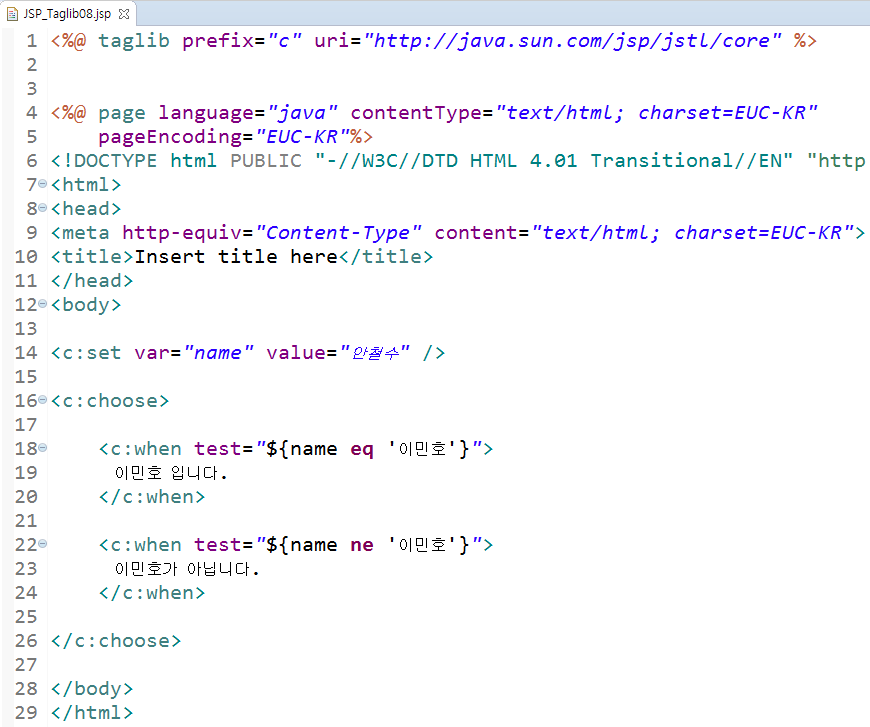 JSP_Taglib08.jsp
1 <%@ taglib prefix="c" uri="http://java.sun.com/jsp/jstl/core" %>
2
3
4 <%@ page language="java" contentType="text/html; charset=EUC-KR"
5     pageEncoding="EUC-KR"%>
6 <!DOCTYPE html PUBLIC "-//W3C//DTD HTML 4.01 Transitional//EN" "http
7 <html>
8 <head>
9 <meta http-equiv="Content-Type" content="text/html; charset=EUC-KR">
10 <title>Insert title here</title>
11 </head>
12 <body>
13
14 <c:set var="name" value="안철수" />
15
16 <c:choose>
17
18     <c:when test="${name eq '이민호'}">
19      이민호 입니다.
20     </c:when>
21
22     <c:when test="${name ne '이민호'}">
23      이민호가 아닙니다.
24     </c:when>
25
26 </c:choose>
27
28 </body>
29 </html>